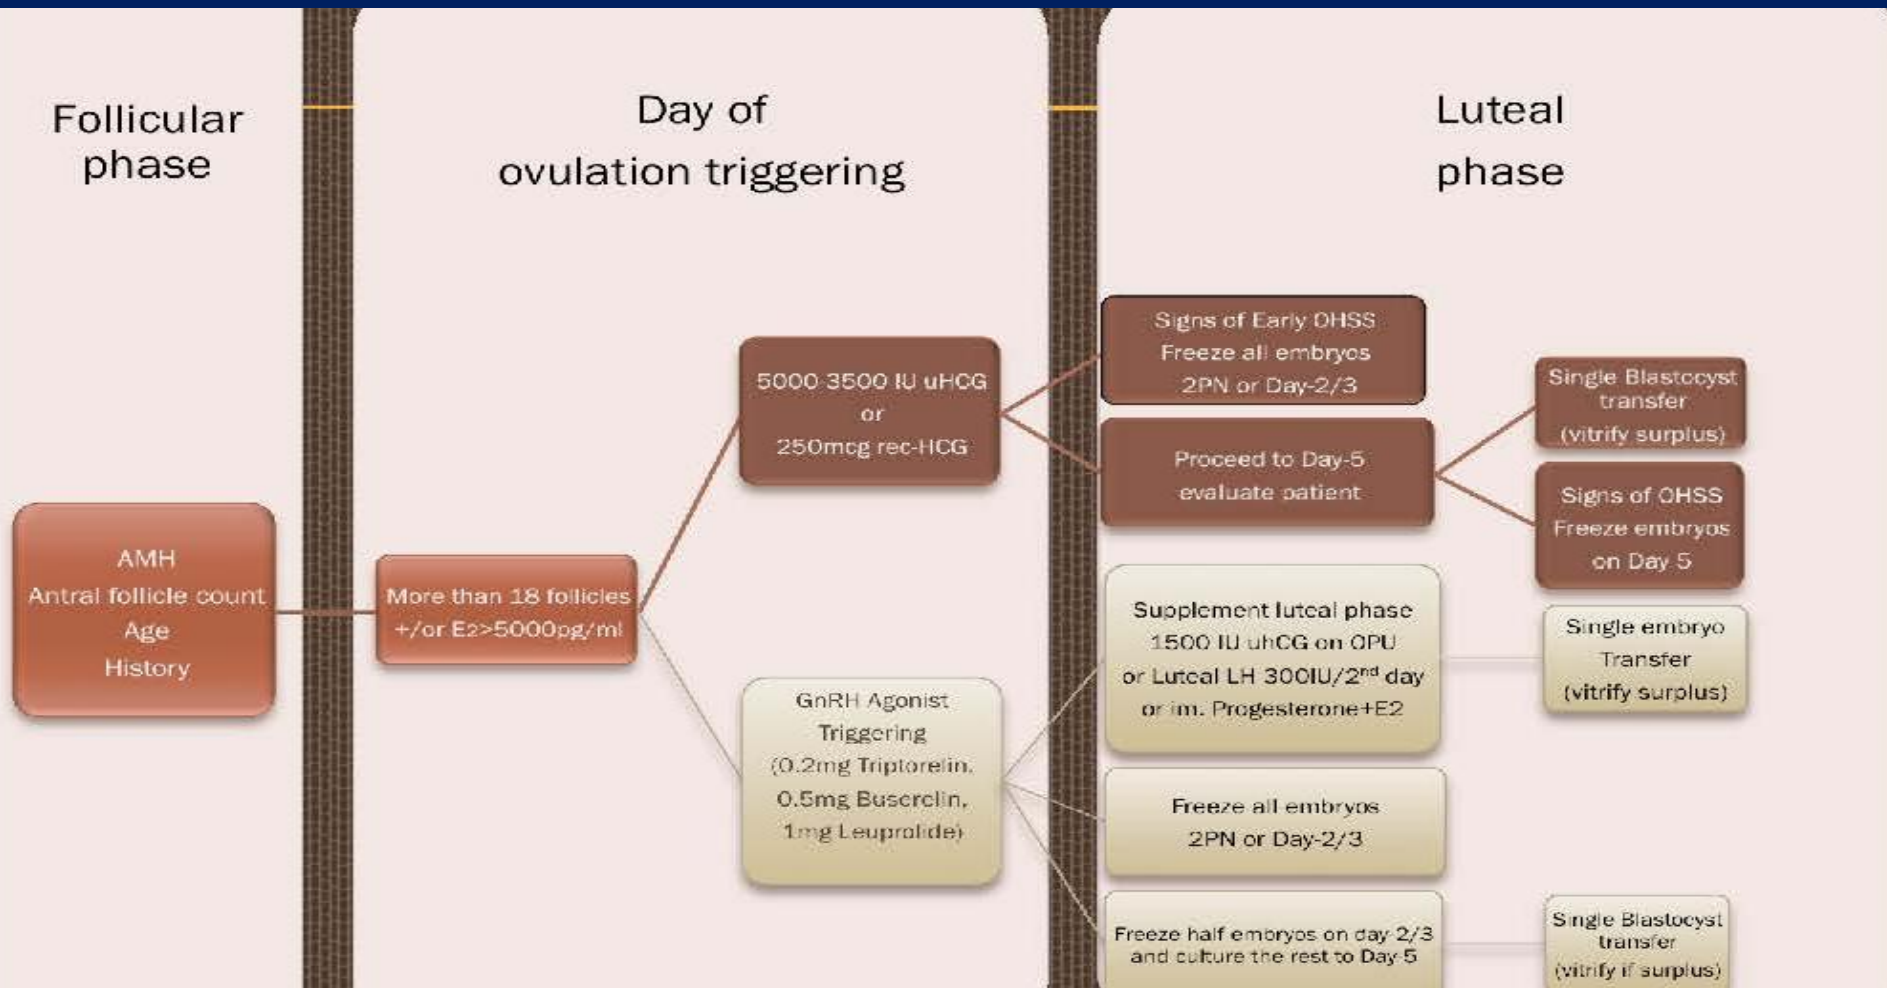 Follicular
phase
Day of
ovulation triggering
Luteal
phase
AMH
Antral follicle count
Age
History
More than 18 follicles
+/or E2>5000pg/ml
5000-3500 IU uHCG
or
250mcg rec-HCG
GnRH Agonist
Triggering
(0.2mg Triptorelin,
0.5mg Buserelin,
1mg Leuprolide)
Signs of Early OHSS
Freeze all embryos
2PN or Day-2/3
Proceed to Day-5
evaluate patient
Single Blastocyst
transfer
(vitrify surplus)
Signs of OHSS
Freeze embryos
on Day 5
Supplement luteal phase
1500 IU uhCG on OPU
or Luteal LH 300IU/2nd day
or im. Progesterone+E2
Single embryo
Transfer
(vitrify surplus)
Freeze all embryos
2PN or Day-2/3
Freeze half embryos on day-2/3
and culture the rest to Day-5
Single Blastocyst
transfer
(vitrify if surplus)